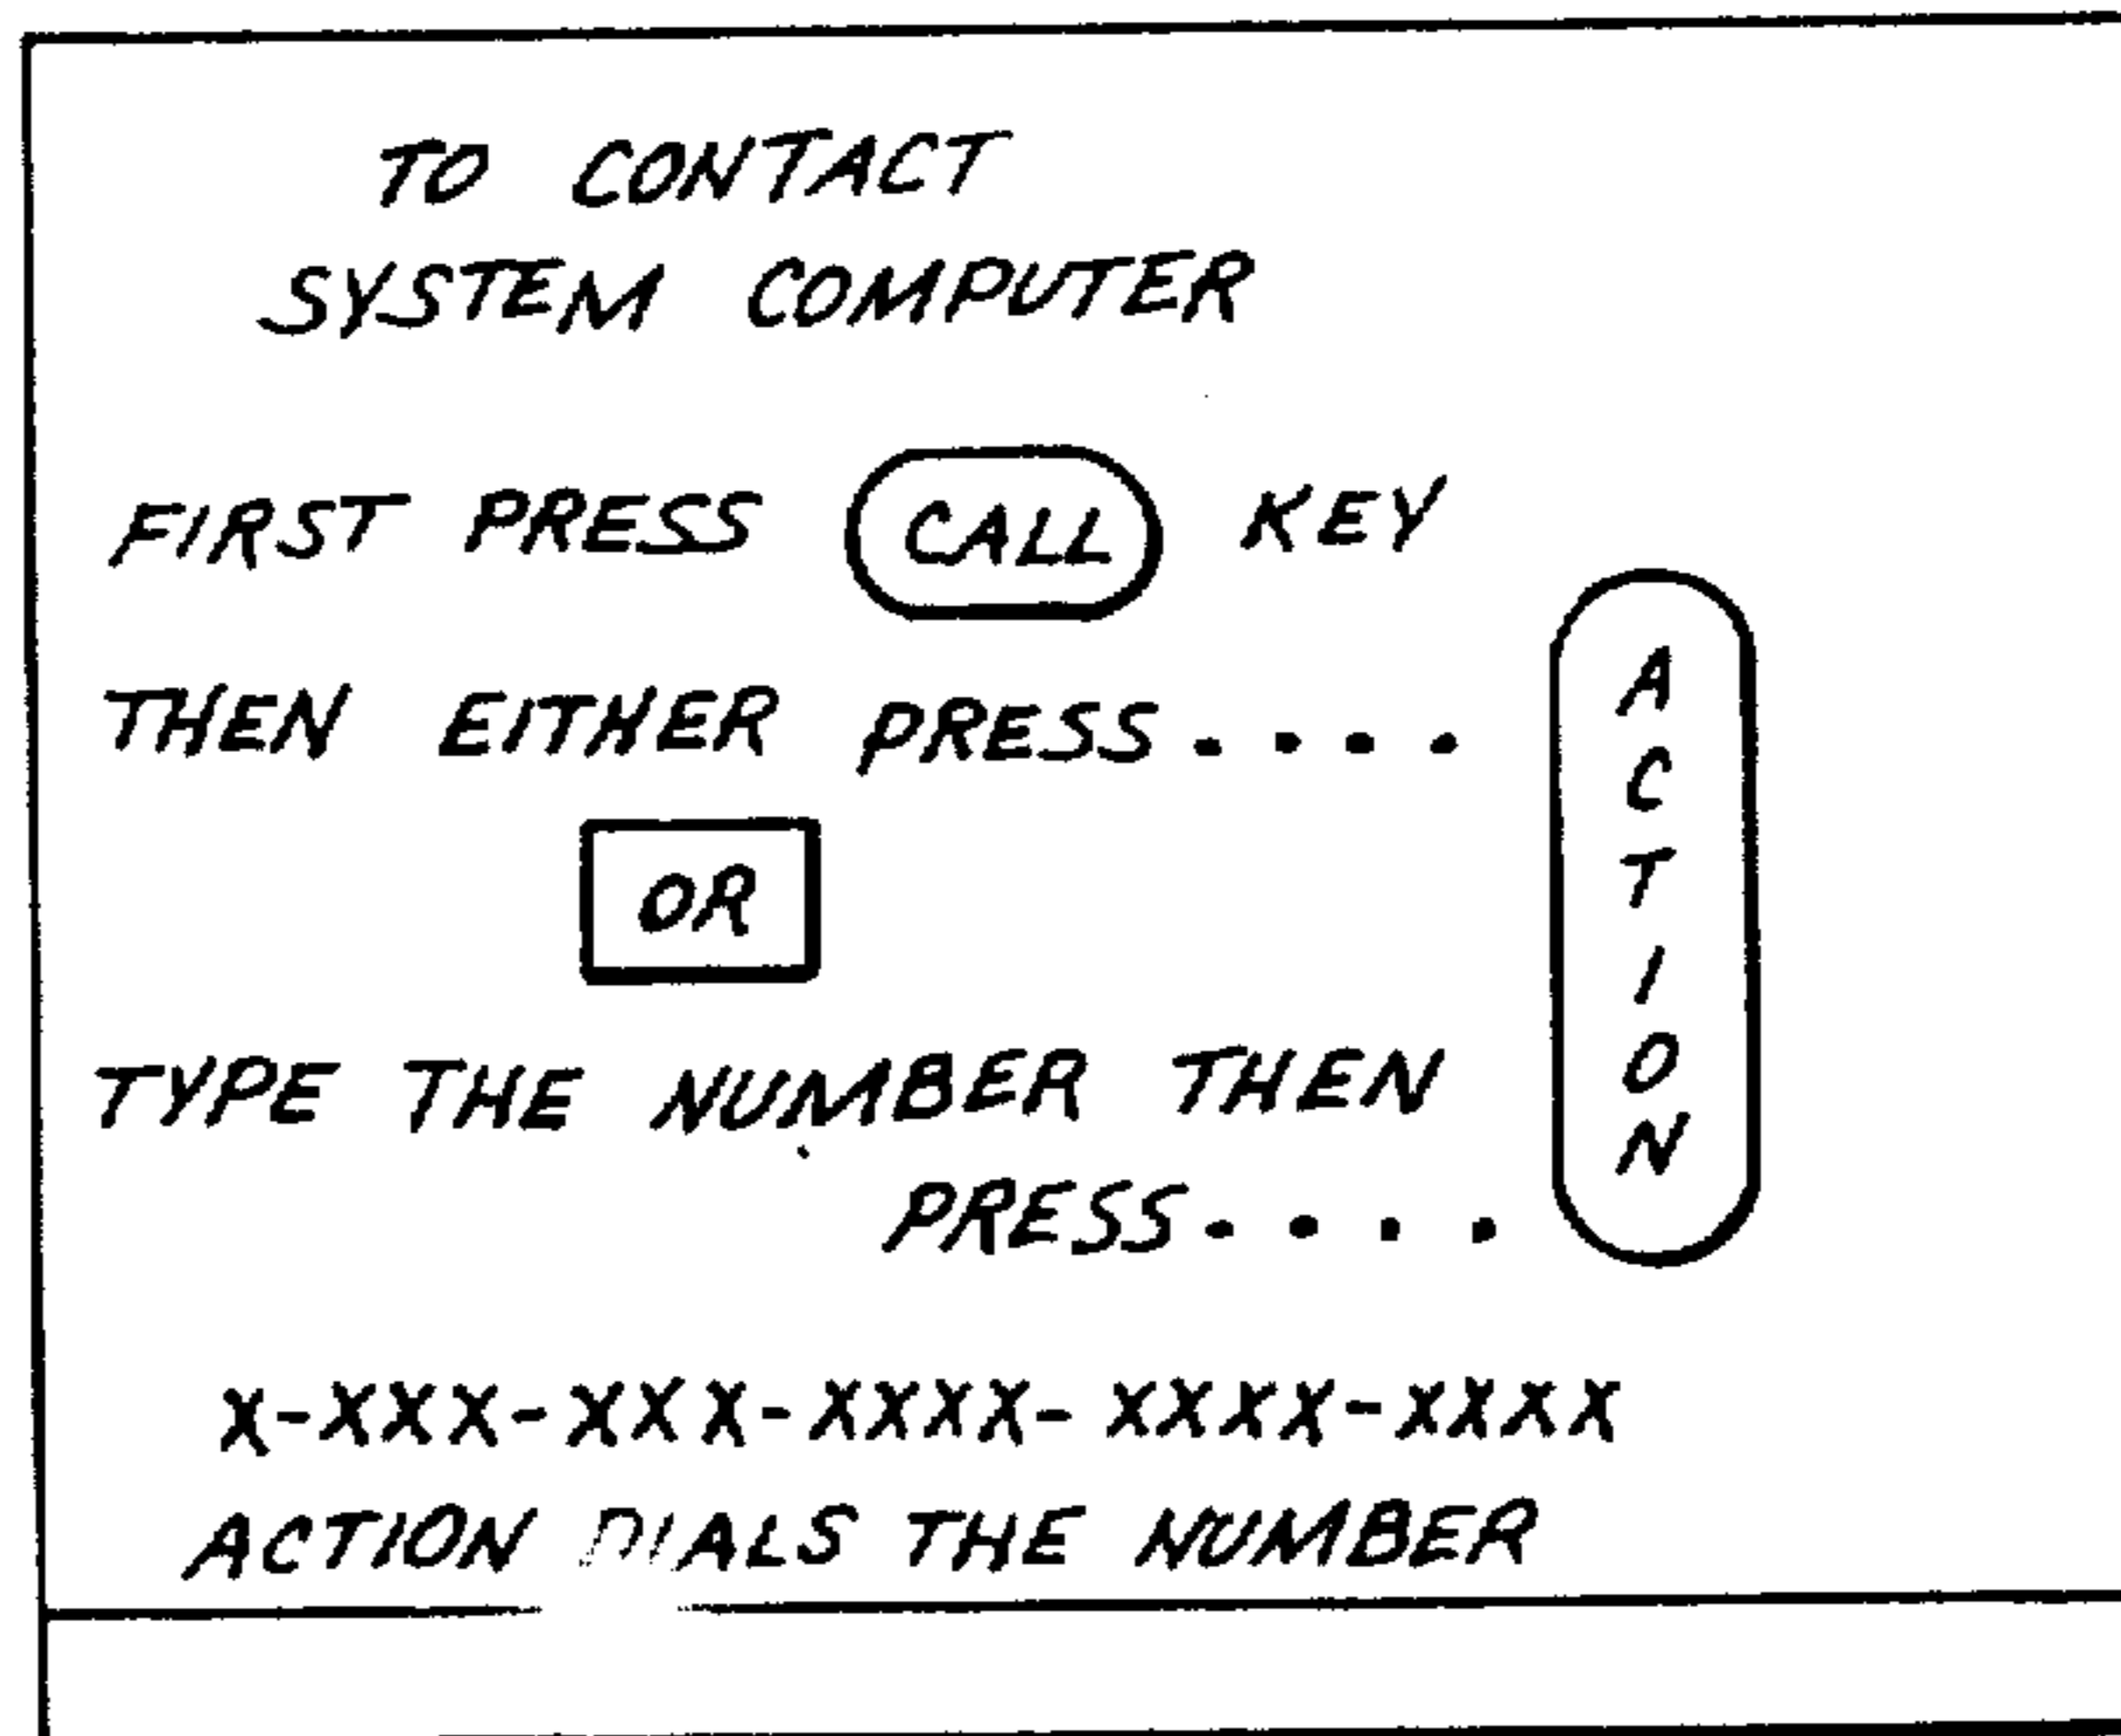 TO CONTACT
SYSTEM COMPUTER
FIRST PRESS CALL KEY
THEN EITHER PRESS....
OR
TYPE THE NUMBER THEN
PRESS....
ACTION
X-XXX-XXX-XXXX-XXXX-XXXX
ACTION DIALS THE NUMBER